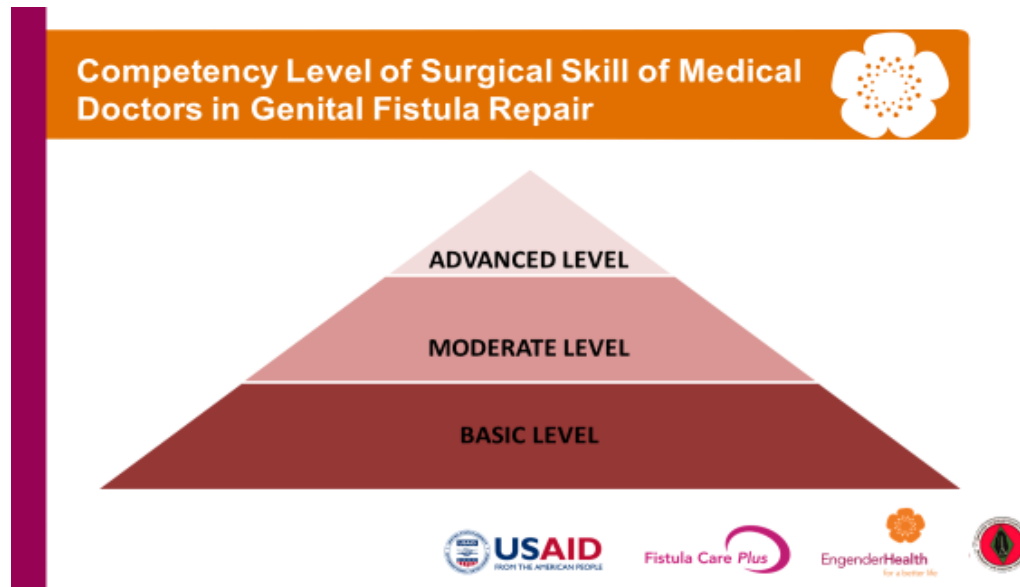 Competency Level of Surgical Skill of Medical
Doctors in Genital Fistula Repair
ADVANCED LEVEL
MODERATE LEVEL
BASIC LEVEL
USAID
FROM THE AMERICAN PEOPLE
Fistula Care Plus
EngenderHealth
for a better life